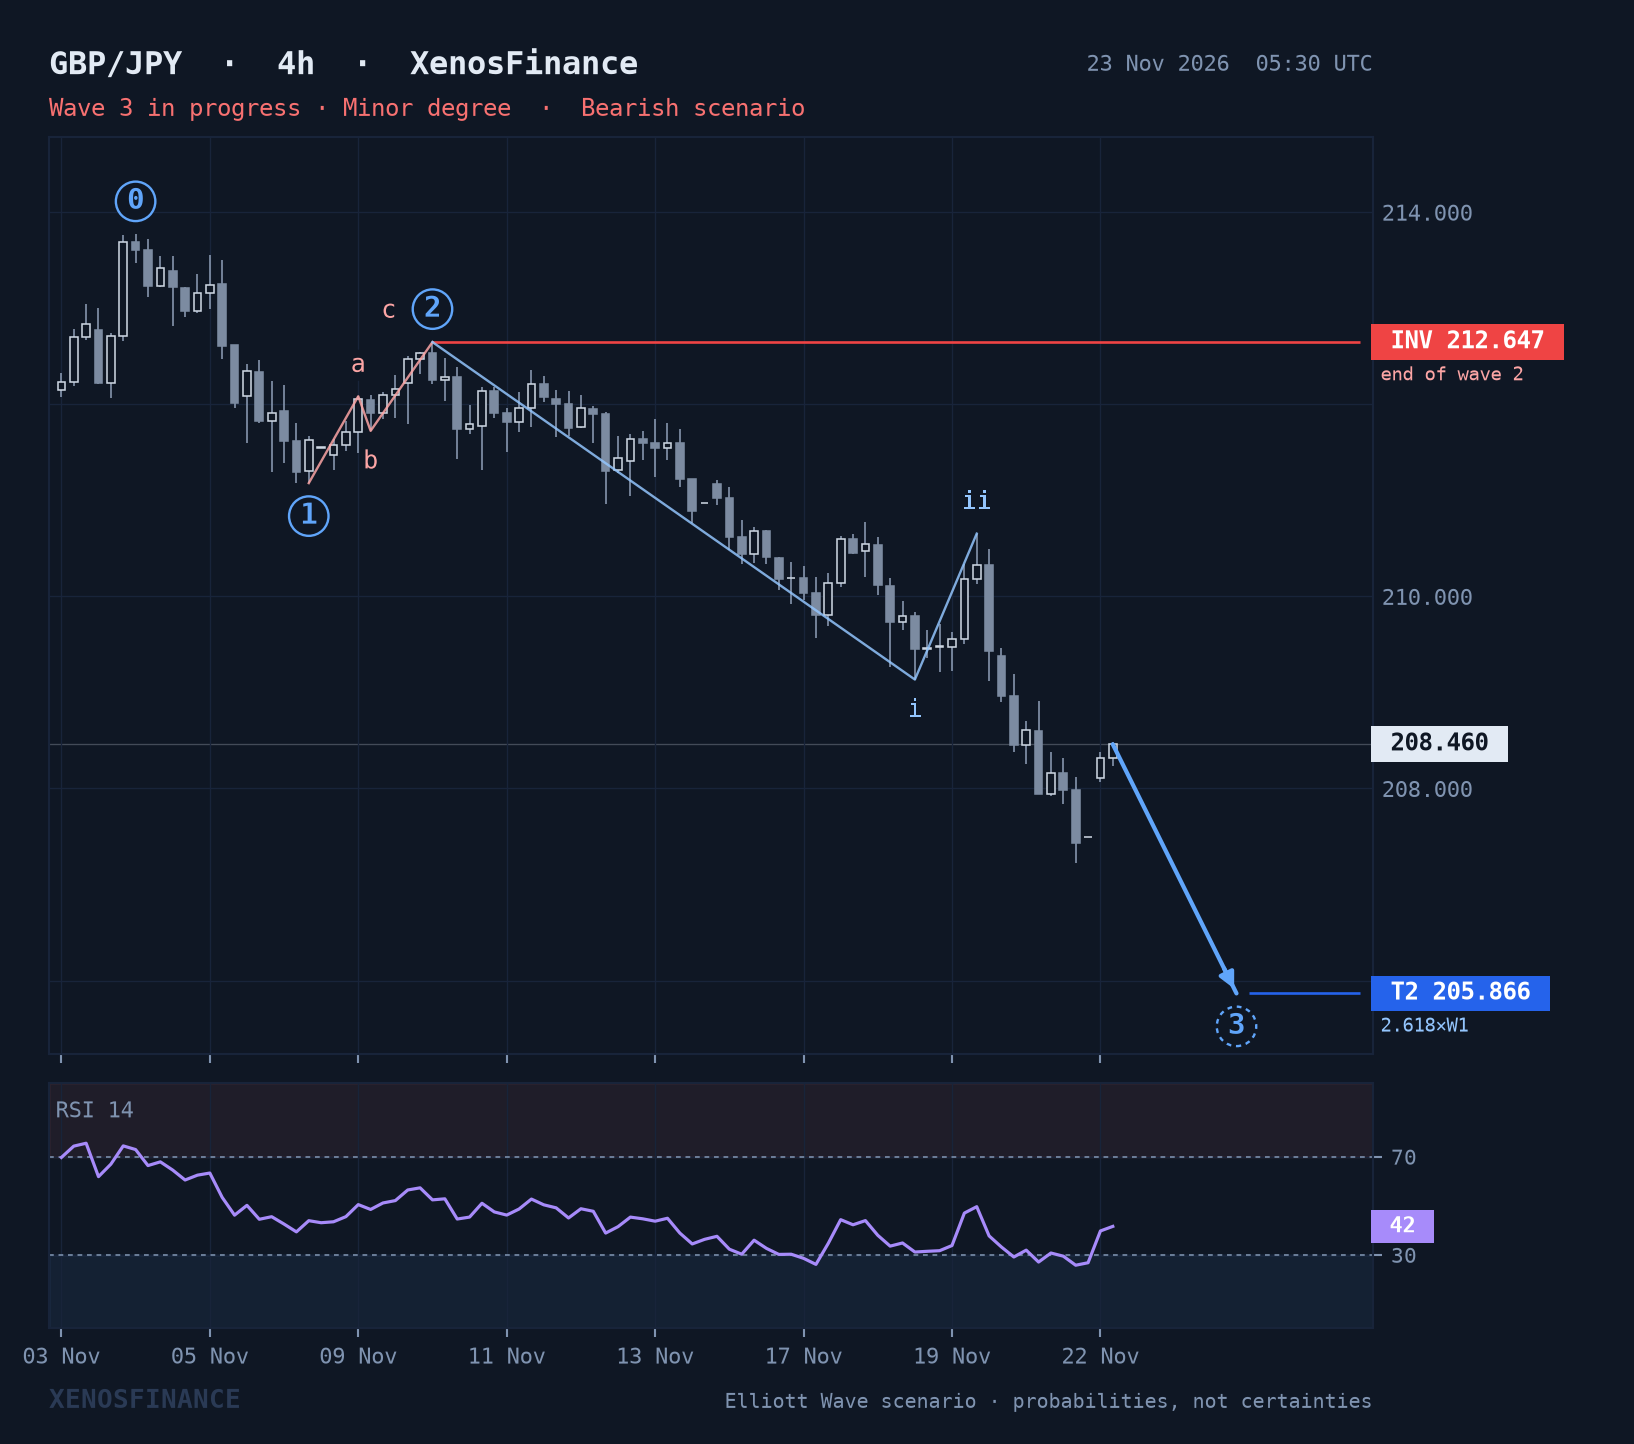 GBP/JPY · 4h · XenosFinance
23 Nov 2026 05:30 UTC
Wave 3 in progress · Minor degree · Bearish scenario
0
214.000
c
2
INV 212.647
end of wave 2
a
b
1
ii
210.000
i
208.460
208.000
T2 205.866
2.618×W1
3
RSI 14
70
42
30
03 Nov 05 Nov 09 Nov 11 Nov 13 Nov 17 Nov 19 Nov 22 Nov
XENOSFINANCE
Elliott Wave scenario · probabilities, not certainties